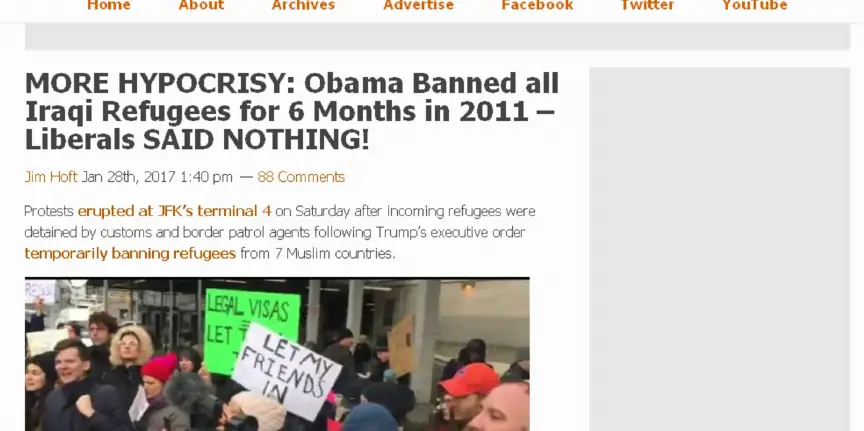 Home About Archives Advertise Facebook Twitter YouTube
MORE HYPOCRISY: Obama Banned all
Iraqi Refugees for 6 Months in 2011 –
Liberals SAID NOTHING!
Jim Hoft Jan 28th, 2017 1:40 pm — 88 Comments
Protests erupted at JFK's terminal 4 on Saturday after incoming refugees were
detained by customs and border patrol agents following Trump's executive order
temporarily banning refugees from 7 Muslim countries.
LEGAL VISAS
LET
LET MY
FRIENDS
IN